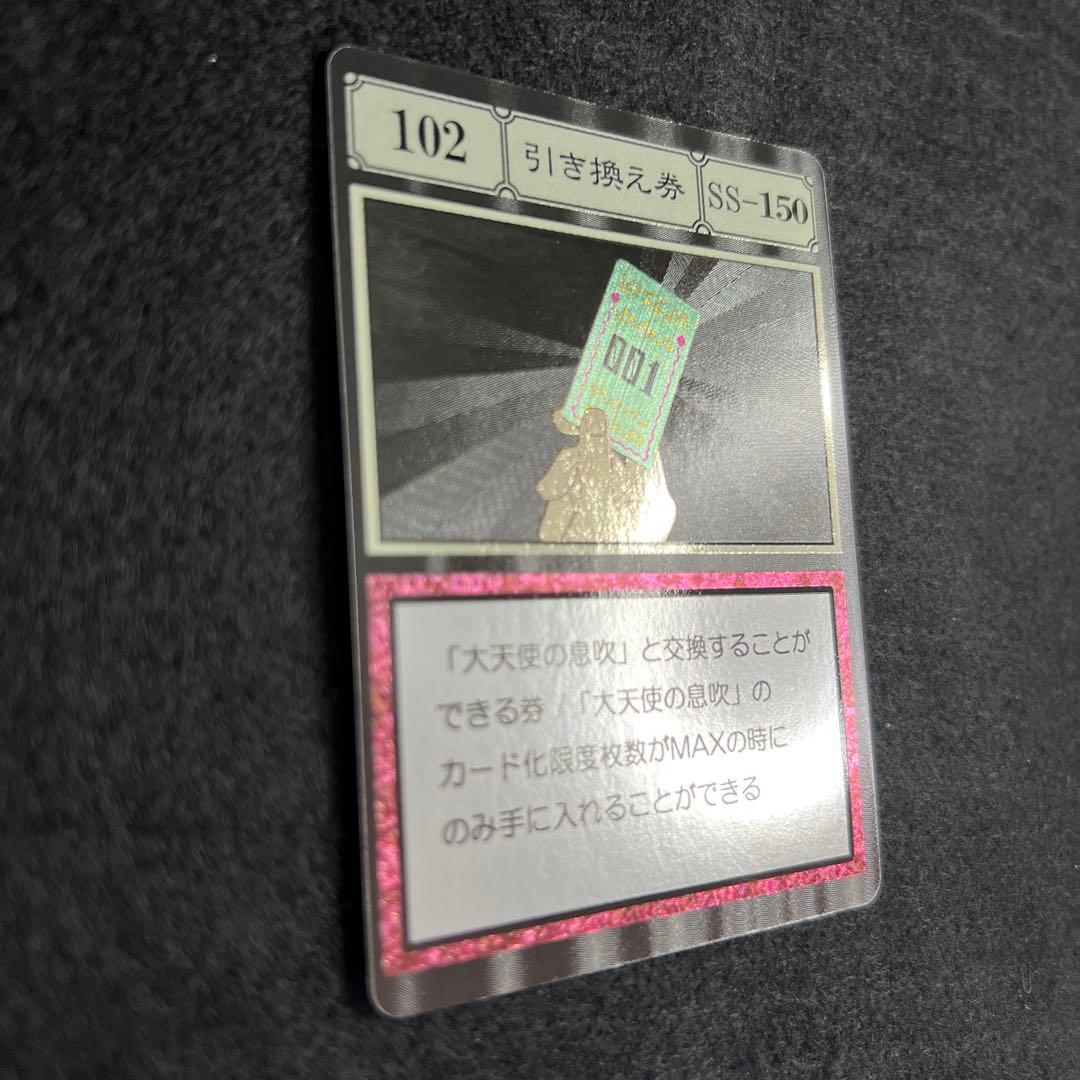 102
引き換え券
SS-150
001
「大天使の息吹」と交換することが
できる券 / 「大天使の息吹」の
カード化限度枚数がMAXの時に
のみ手に入れることができる